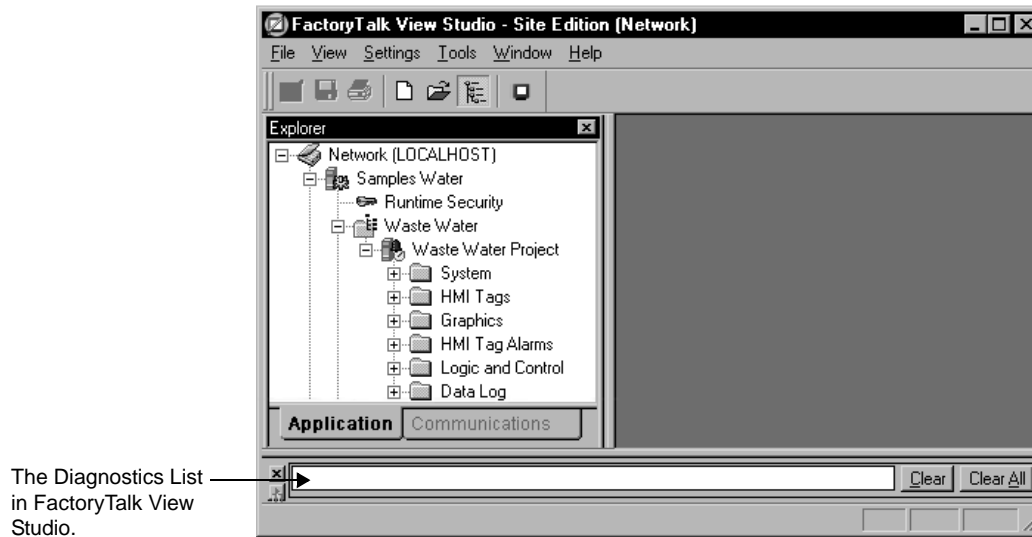 FactoryTalk View Studio - Site Edition (Network)
File View Settings Tools Window Help
Explorer
Network (LOCALHOST)
Samples Water
Runtime Security
Waste Water
Waste Water Project
System
HMI Tags
Graphics
HMI Tag Alarms
Logic and Control
Data Log
Application Communications
The Diagnostics List
in FactoryTalk View
Studio.
Clear Clear All